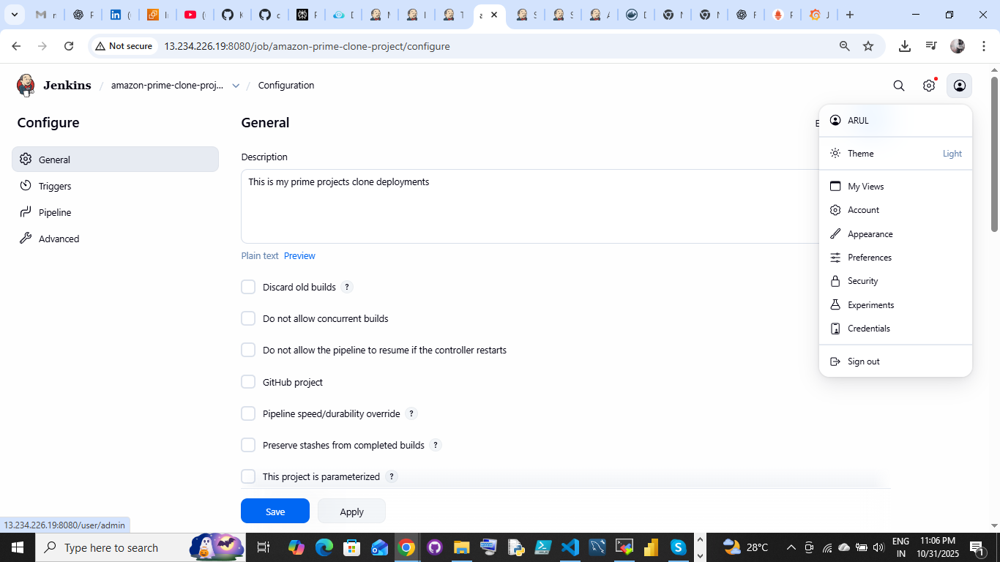 Not secure
13.234.226.19:8080/job/amazon-prime-clone-project/configure
Jenkins / amazon-prime-clone-proj... / Configuration
Configure
General
Triggers
Pipeline
Advanced
General
Description
This is my prime projects clone deployments
Plain text Preview
Discard old builds ?
Do not allow concurrent builds
Do not allow the pipeline to resume if the controller restarts
GitHub project
Pipeline speed/durability override ?
Preserve stashes from completed builds ?
This project is parameterized ?
Save Apply
ARUL
Theme Light
My Views
Account
Appearance
Preferences
Security
Experiments
Credentials
Sign out
13.234.226.19:8080/user/admin
Type here to search
28°C
ENG
IN
11:06 PM
10/31/2025
1